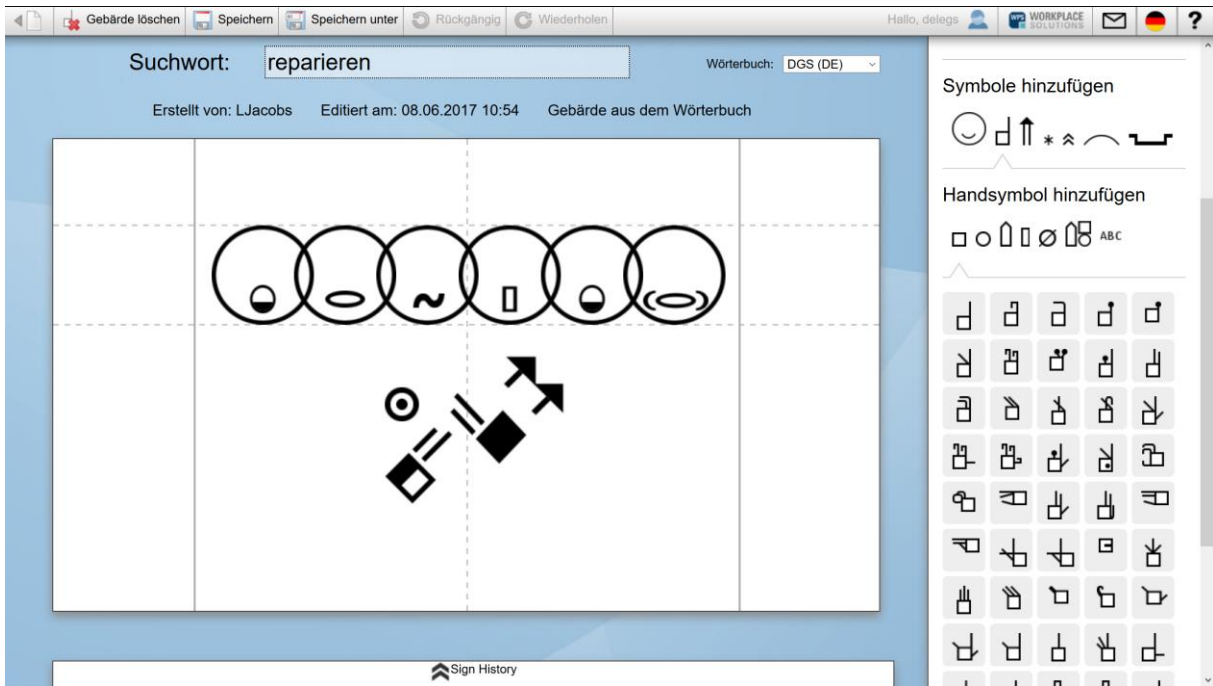 Gebärde löschen Speichern Speichern unter Rückgängig Wiederholen Hallo, delegs WPS WORKPLACE SOLUTIONS ?
Suchwort: reparieren Wörterbuch: DGS (DE)
Erstellt von: LJacobs Editiert am: 08.06.2017 10:54 Gebärde aus dem Wörterbuch
Symbole hinzufügen
Handsymbol hinzufügen
ABC
Sign History